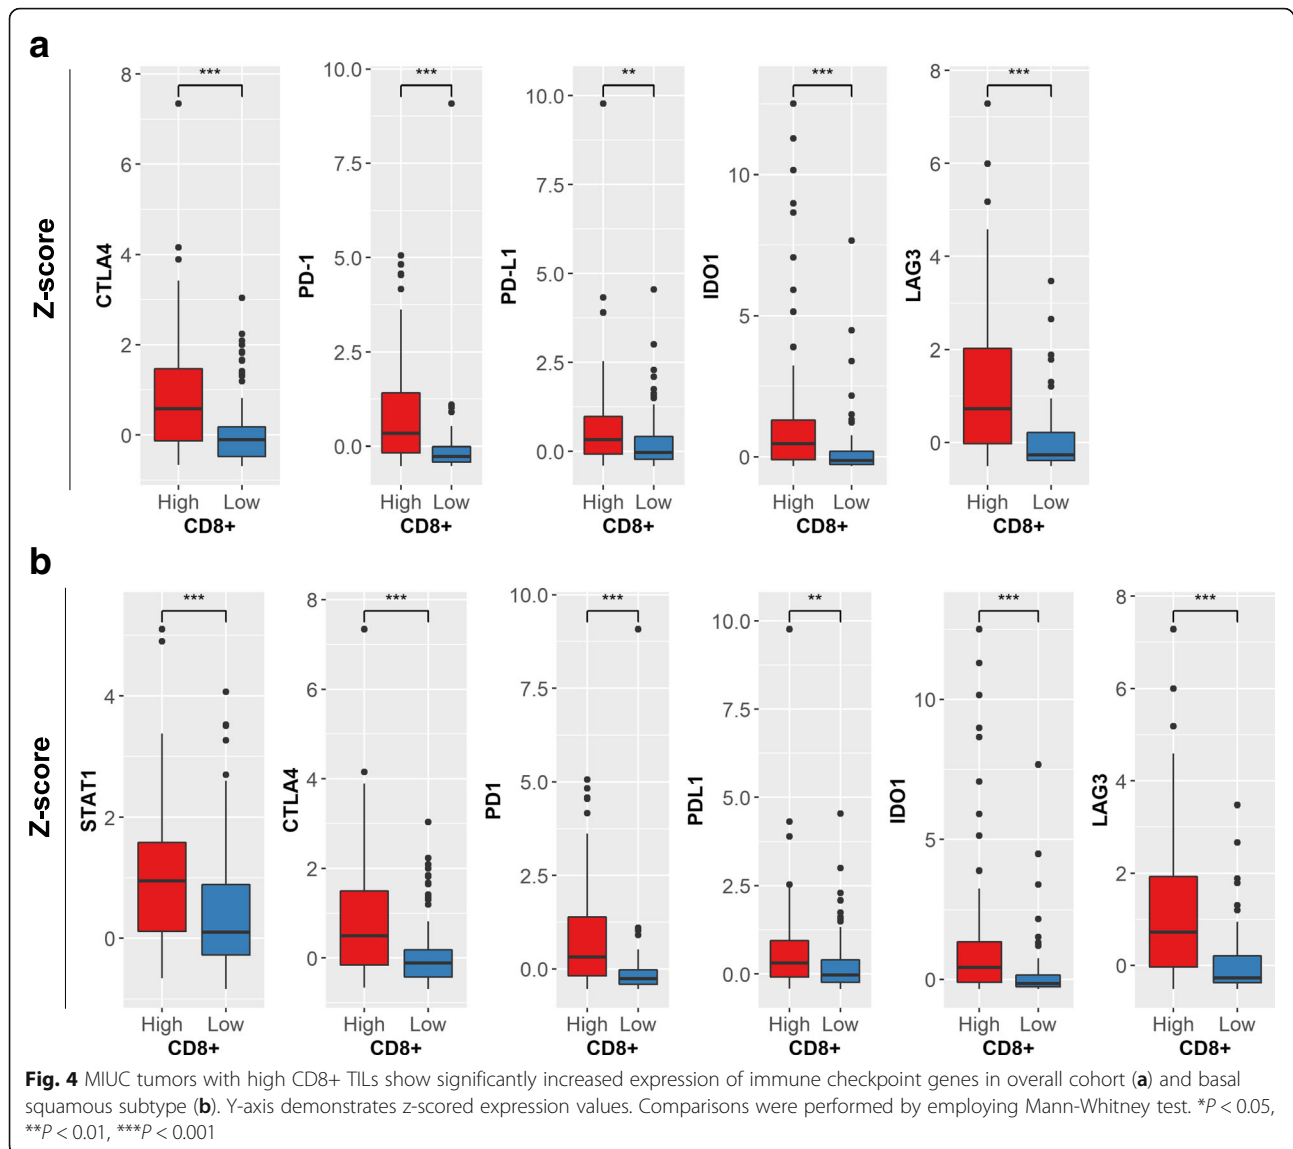 a
Z-score
CTLA4
8
6
4
2
0
***
High Low
CD8+
PD-1
10.0
7.5
5.0
2.5
0.0
***
High Low
CD8+
PD-L1
10.0
7.5
5.0
2.5
0.0
**
High Low
CD8+
IDO1
10
5
0
***
High Low
CD8+
LAG3
8
6
4
2
0
***
High Low
CD8+
b
Z-score
STAT1
4
2
0
***
High Low
CD8+
CTLA4
8
6
4
2
0
***
High Low
CD8+
PD1
10.0
7.5
5.0
2.5
0.0
***
High Low
CD8+
PDL1
10.0
7.5
5.0
2.5
0.0
**
High Low
CD8+
IDO1
10
5
0
***
High Low
CD8+
LAG3
8
6
4
2
0
***
High Low
CD8+
Fig. 4 MIUC tumors with high CD8+ TILs show significantly increased expression of immune checkpoint genes in overall cohort (a) and basal
squamous subtype (b). Y-axis demonstrates z-scored expression values. Comparisons were performed by employing Mann-Whitney test. *P < 0.05,
**P < 0.01, ***P < 0.001